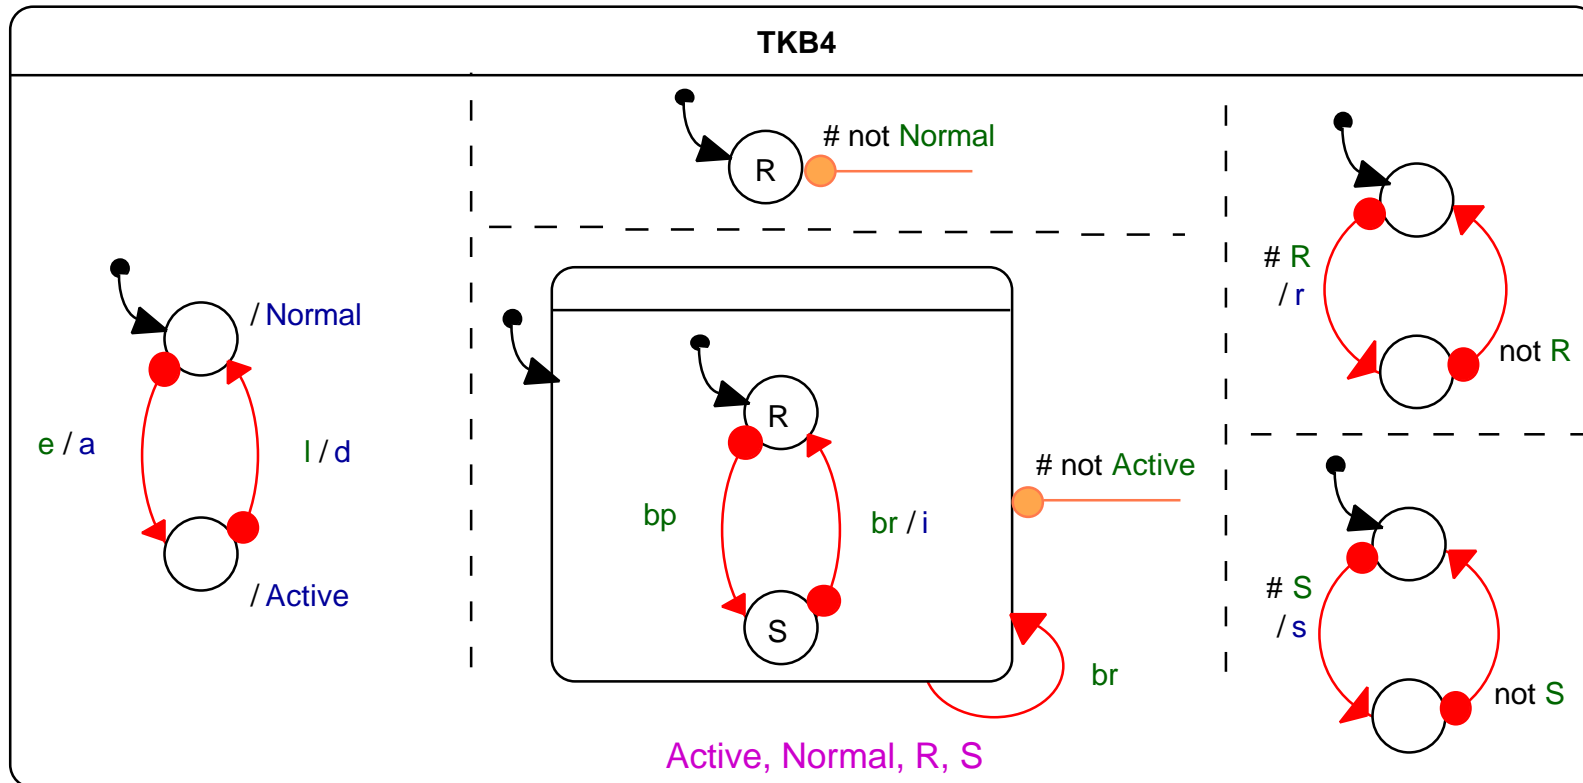 TKB4
/ Normal
e / a
l / d
/ Active
R
# not Normal
R
bp
br / i
S
# not Active
br
Active, Normal, R, S
# R
/ r
not R
# S
/ s
not S